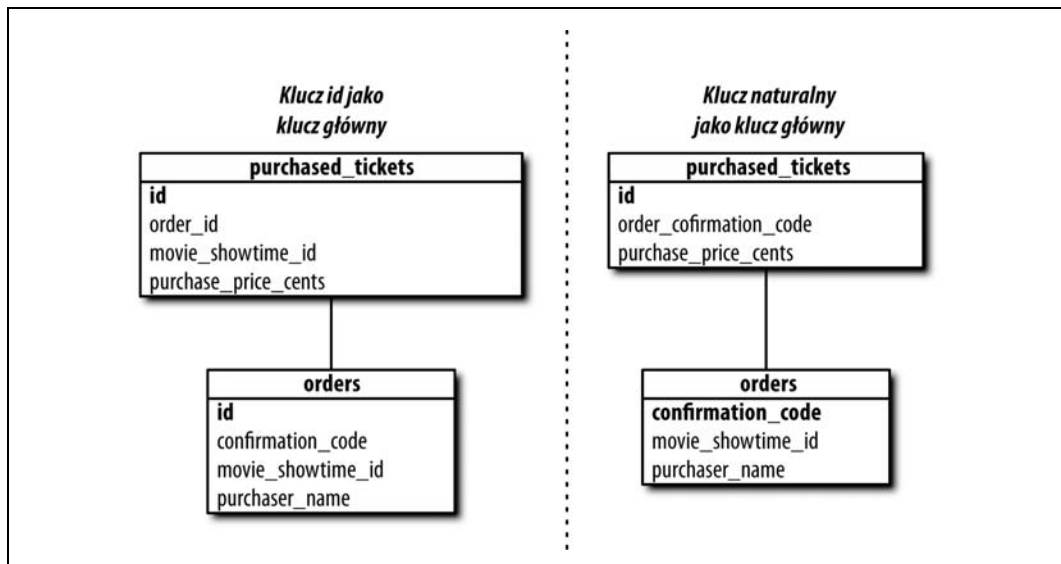 Klucz id jako
klucz główny
purchased_tickets
id
order_id
movie_showtime_id
purchase_price_cents
orders
id
confirmation_code
movie_showtime_id
purchaser_name
Klucz naturalny
jako klucz główny
purchased_tickets
id
order_cofirmation_code
purchase_price_cents
orders
confirmation_code
movie_showtime_id
purchaser_name